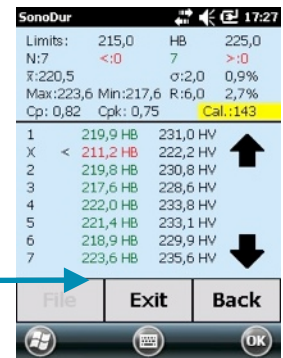 SonoDur 17:27
Limits: 215,0 HB 225,0
N:7 <:0 7 >:0
x̅:220,5 σ:2,0 0,9%
Max:223,6 Min:217,6 R:6,0 2,7%
Cp: 0,82 Cpk: 0,75 Cal.:143
1 219,9 HB 231,0 HV
X < 211,2 HB 222,2 HV
2 219,8 HB 230,8 HV
3 217,6 HB 228,6 HV
4 222,0 HB 233,8 HV
5 221,4 HB 233,1 HV
6 218,9 HB 229,9 HV
7 223,6 HB 235,6 HV
File Exit Back
OK